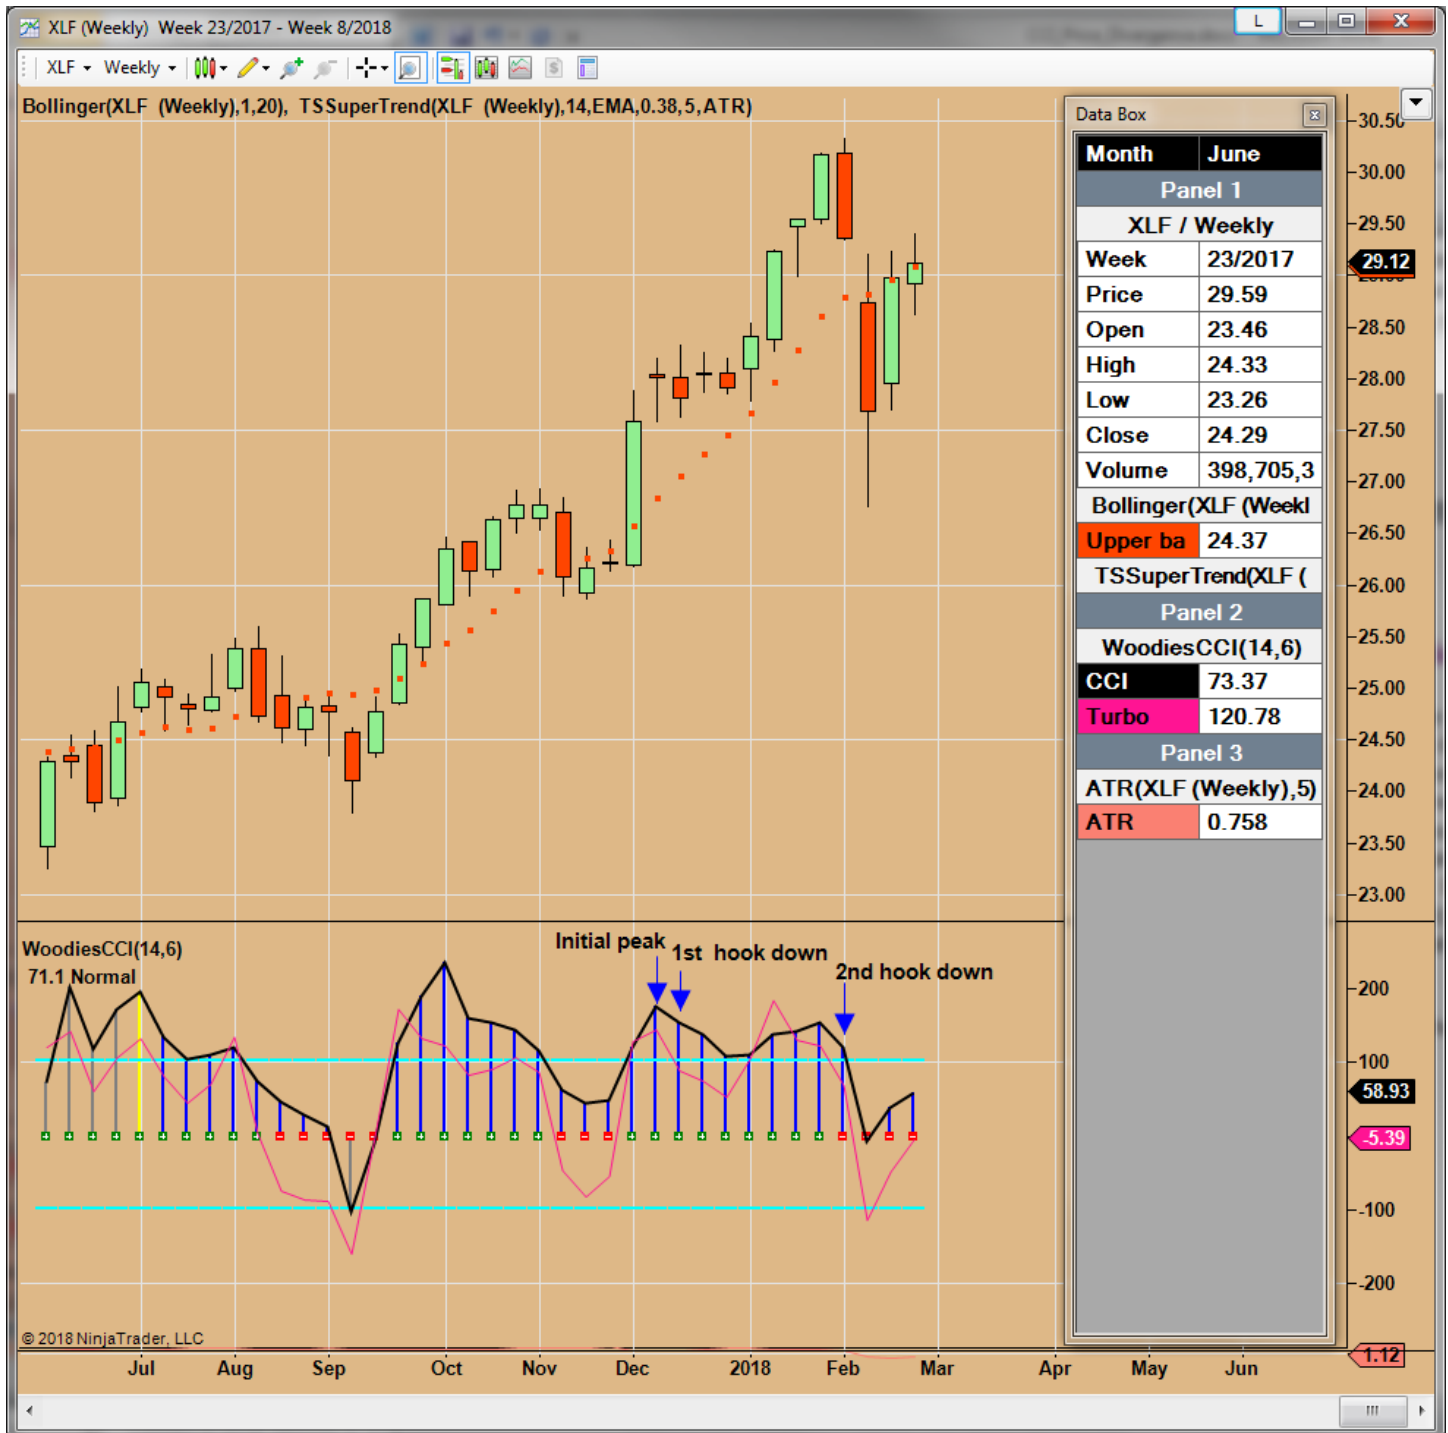 XLF (Weekly)  Week 23/2017 - Week 8/2018
L
XLF Weekly
Bollinger(XLF (Weekly),1,20), TSSuperTrend(XLF (Weekly),14,EMA,0.38,5,ATR)
30.50
30.00
29.50
29.12
28.50
28.00
27.50
27.00
26.50
26.00
25.50
25.00
24.50
24.00
23.50
23.00
Data Box
Month June
Panel 1
XLF / Weekly
Week 23/2017
Price 29.59
Open 23.46
High 24.33
Low 23.26
Close 24.29
Volume 398,705,3
Bollinger(XLF (Weekl
Upper ba 24.37
TSSuperTrend(XLF (
Panel 2
WoodiesCCI(14,6)
CCI 73.37
Turbo 120.78
Panel 3
ATR(XLF (Weekly),5)
ATR 0.758
WoodiesCCI(14,6)
71.1 Normal
Initial peak
1st hook down
2nd hook down
200
100
58.93
-5.39
-100
-200
© 2018 NinjaTrader, LLC
1.12
Jul Aug Sep Oct Nov Dec 2018 Feb Mar Apr May Jun